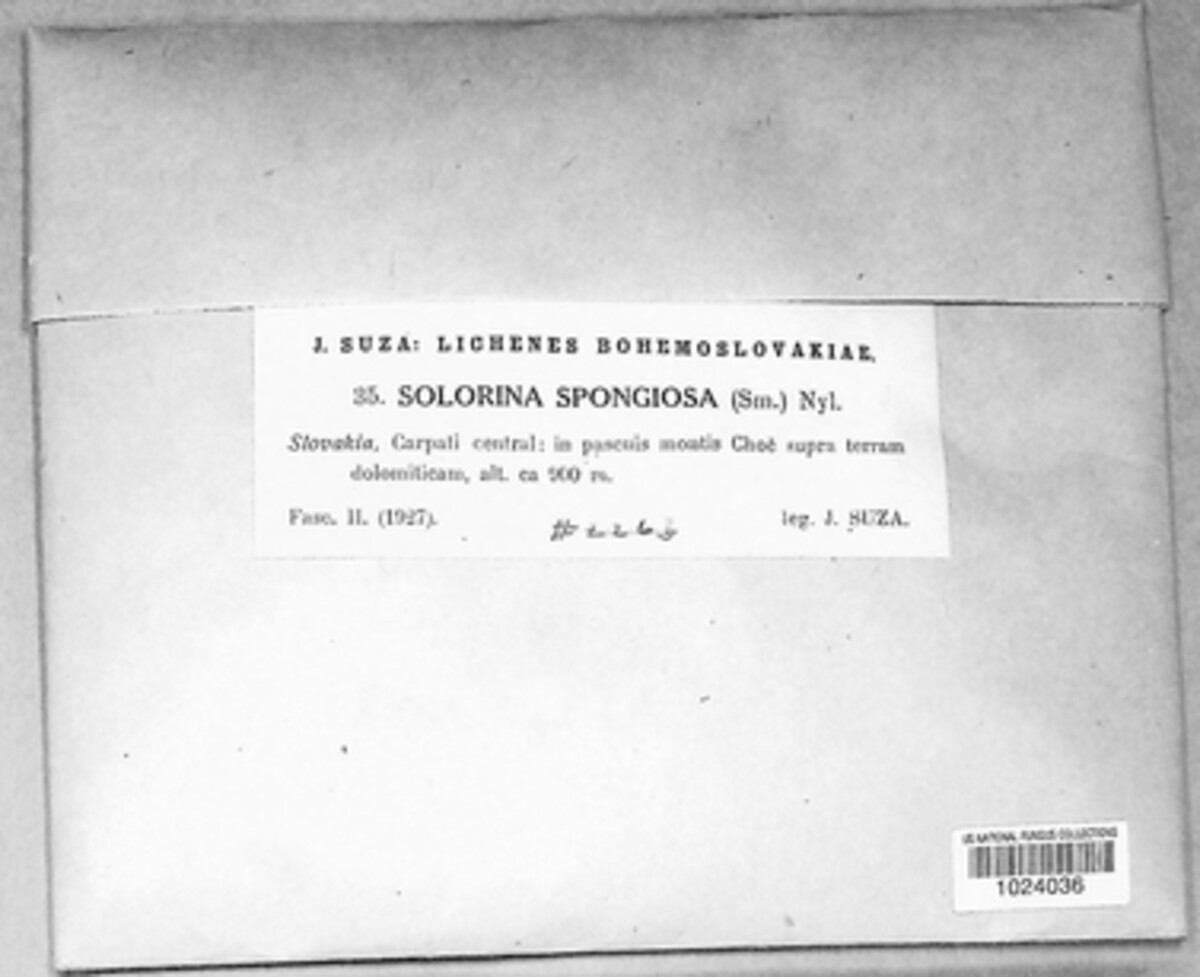 J. SUZA: LICHENES BOHEMOSLOVAKIAE.
35. SOLORINA SPONGIOSA (Sm.) Nyl.
Slovakia, Carpati central: in pascuis montis Choč supra terram
dolomiticam, alt. ca 900 m.
Fasc. II. (1927). leg. J. SUZA.
US NATIONAL FUNGUS COLLECTIONS
1024036